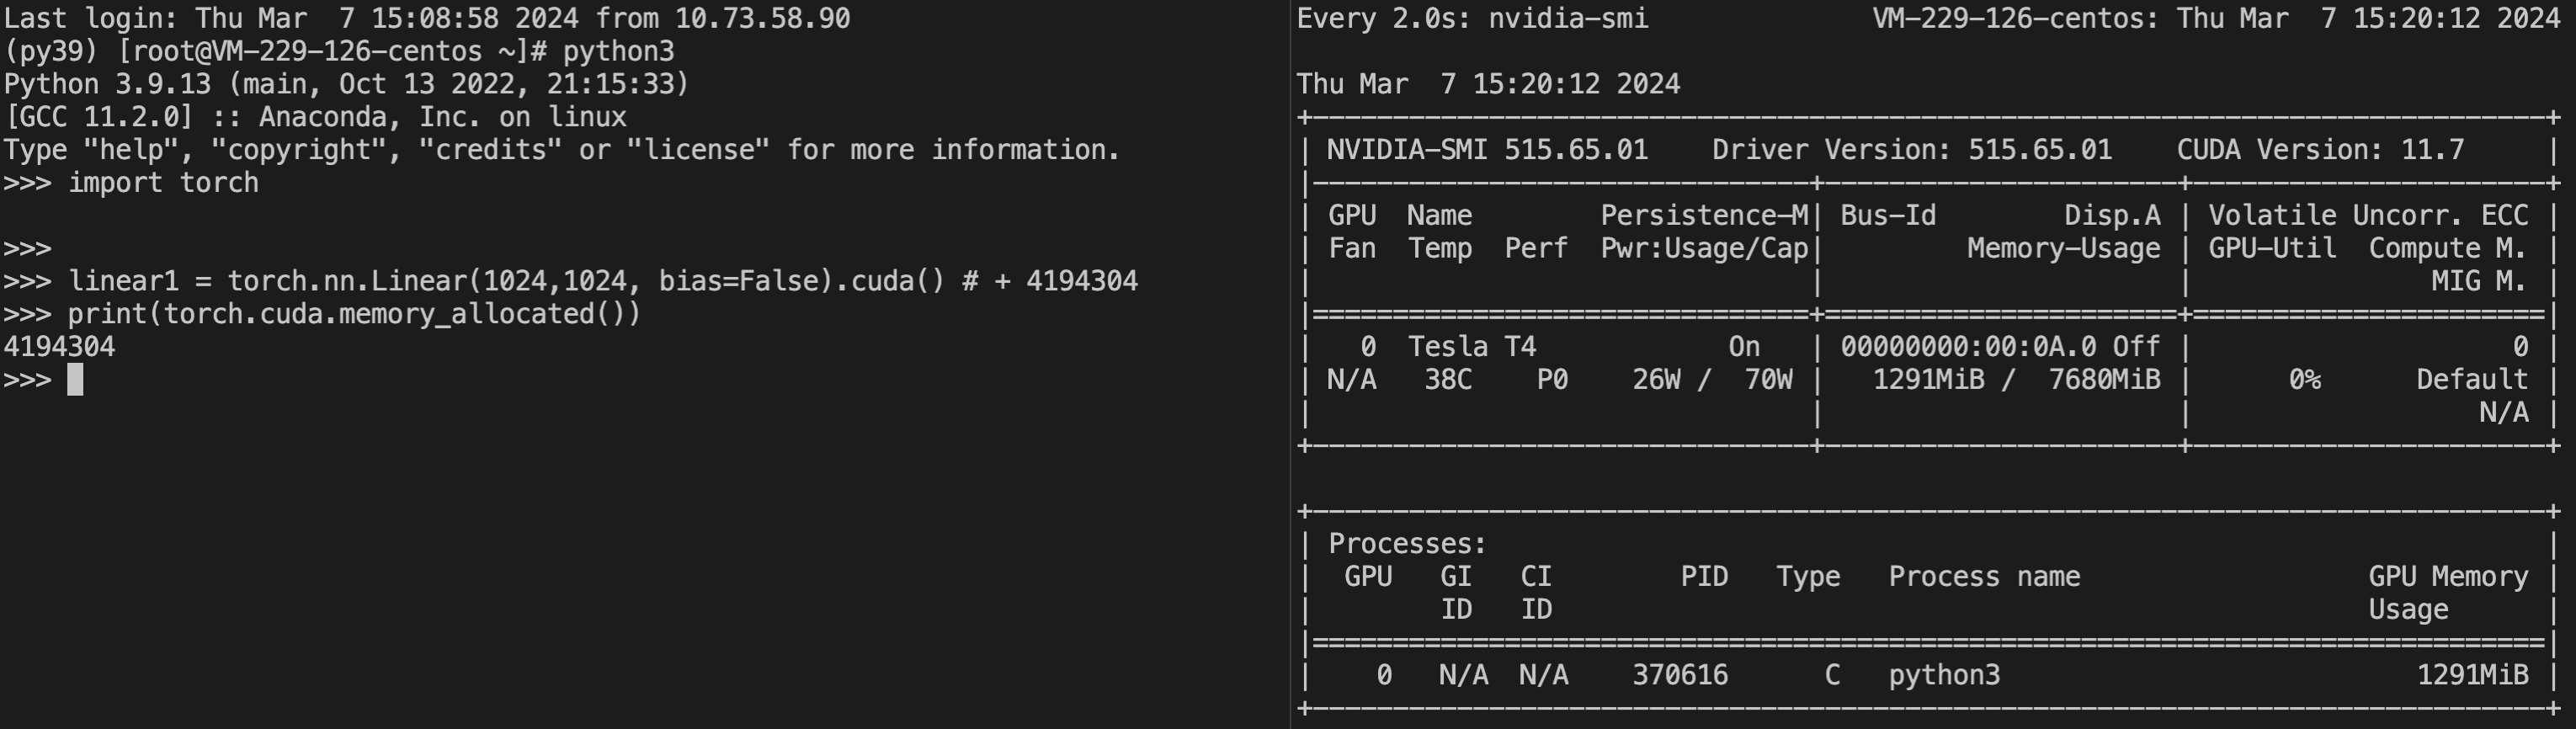 Last login: Thu Mar  7 15:08:58 2024 from 10.73.58.90
(py39) [root@VM-229-126-centos ~]# python3
Python 3.9.13 (main, Oct 13 2022, 21:15:33)
[GCC 11.2.0] :: Anaconda, Inc. on linux
Type "help", "copyright", "credits" or "license" for more information.
>>> import torch
>>>
>>> linear1 = torch.nn.Linear(1024,1024, bias=False).cuda() # + 4194304
>>> print(torch.cuda.memory_allocated())
4194304
>>>
Every 2.0s: nvidia-smi              VM-229-126-centos: Thu Mar  7 15:20:12 2024
Thu Mar  7 15:20:12 2024
+-----------------------------------------------------------------------------+
| NVIDIA-SMI 515.65.01    Driver Version: 515.65.01    CUDA Version: 11.7     |
|-------------------------------+----------------------+----------------------+
| GPU  Name        Persistence-M| Bus-Id        Disp.A | Volatile Uncorr. ECC |
| Fan  Temp  Perf  Pwr:Usage/Cap|         Memory-Usage | GPU-Util  Compute M. |
|                               |                      |               MIG M. |
|===============================+======================+======================|
|   0  Tesla T4            On   | 00000000:00:0A.0 Off |                    0 |
| N/A   38C    P0    26W /  70W |   1291MiB /  7680MiB |      0%      Default |
|                               |                      |                  N/A |
+-------------------------------+----------------------+----------------------+
+-----------------------------------------------------------------------------+
| Processes:                                                                  |
|  GPU   GI   CI        PID   Type   Process name                  GPU Memory |
|        ID   ID                                                   Usage      |
|=============================================================================|
|    0   N/A  N/A    370616      C   python3                          1291MiB |
+-----------------------------------------------------------------------------+